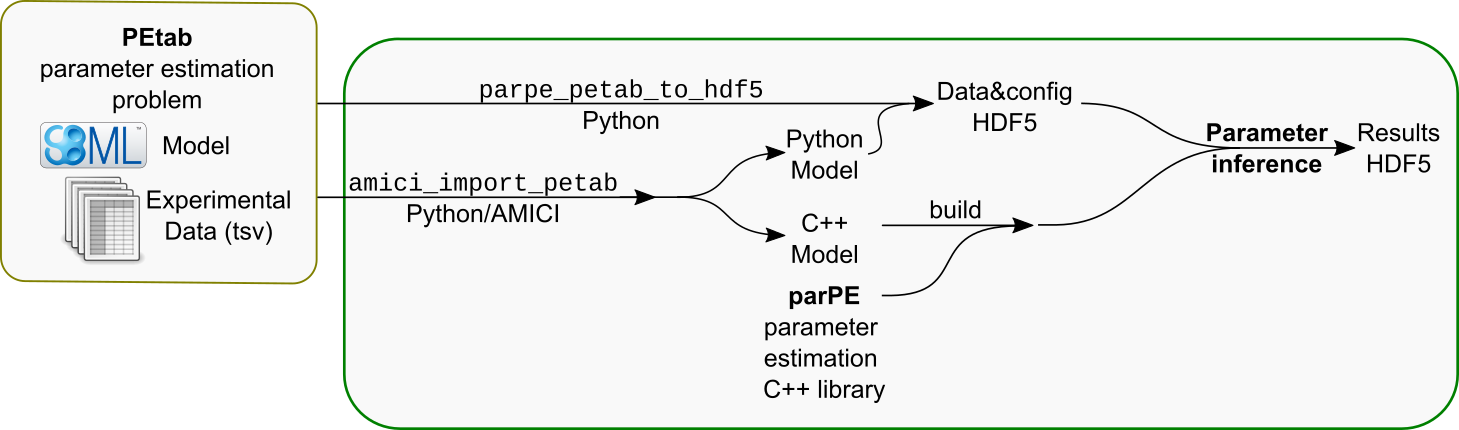 PEtab
parameter estimation
problem
SBML™
Model
Experimental
Data (tsv)
parpe_petab_to_hdf5
Python
amici_import_petab
Python/AMICI
Python
Model
C++
Model
parPE
parameter
estimation
C++ library
build
Data&config
HDF5
Parameter
inference
Results
HDF5